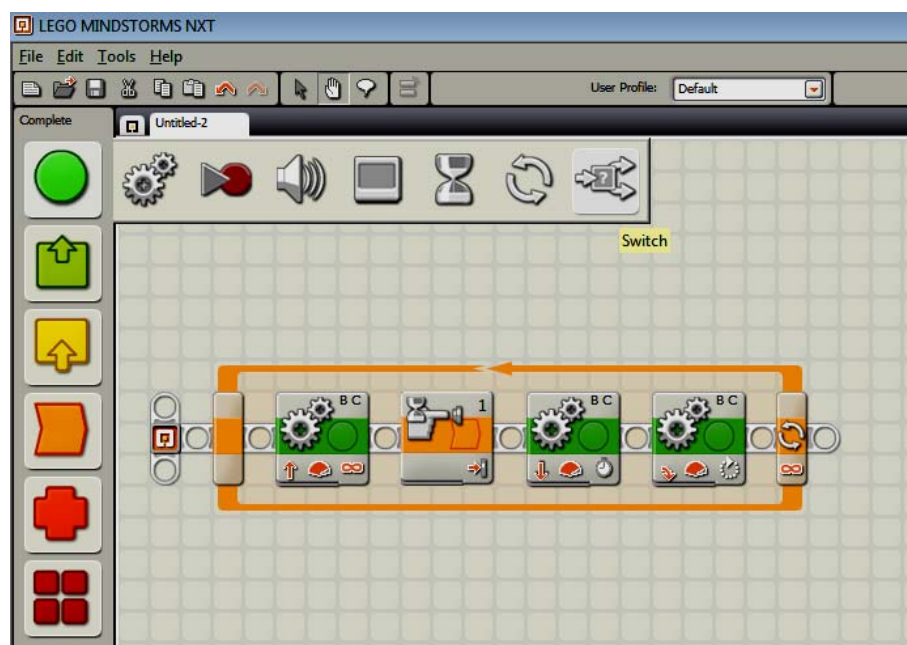 LEGO MINDSTORMS NXT
File Edit Tools Help
User Profile: Default
Complete
Untitled-2
Switch
B C
1
B C
B C